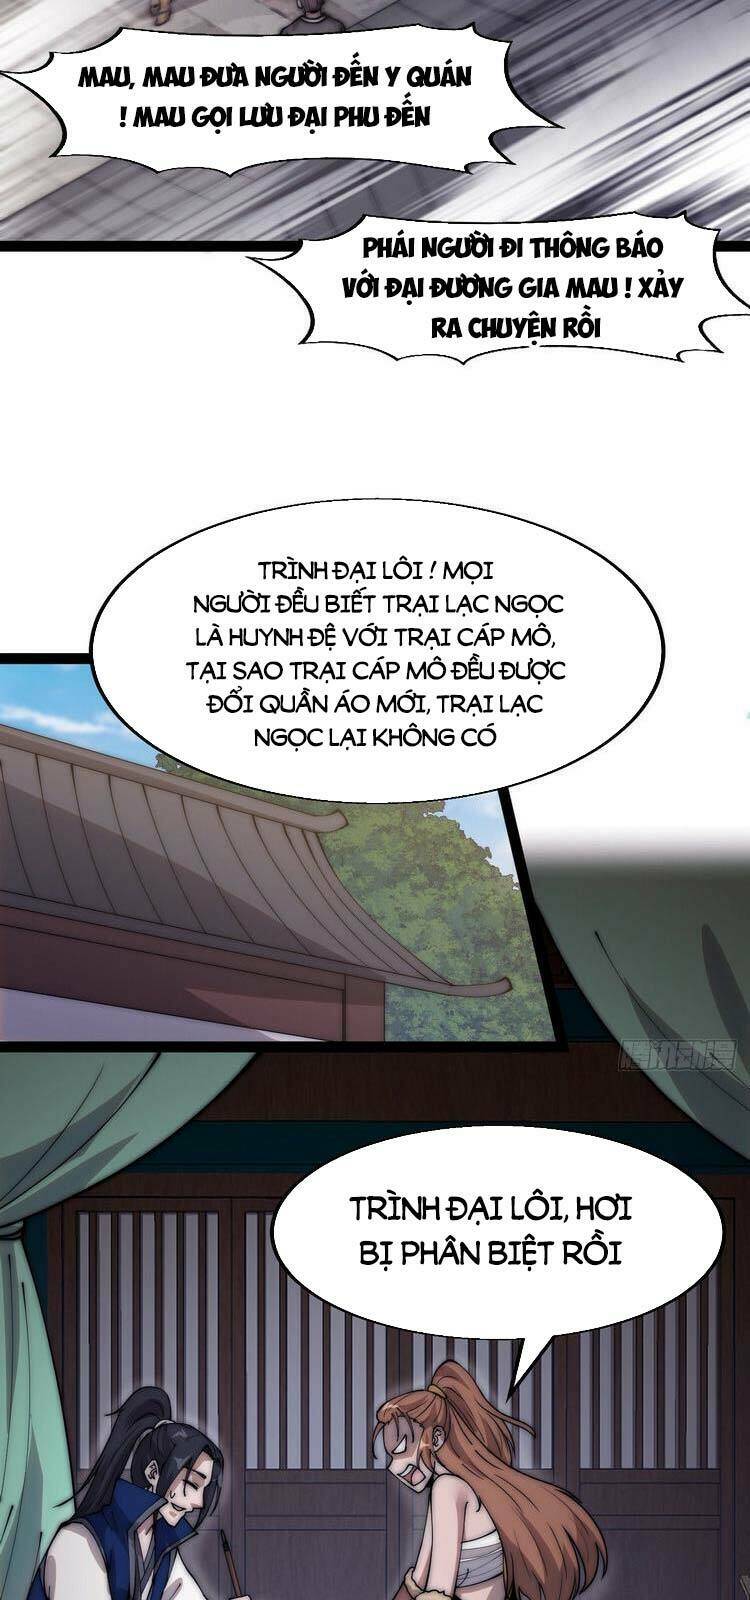 MAU, MAU ĐƯA NGƯỜI ĐẾN Y QUÁN
! MAU GỌI LƯU ĐẠI PHU ĐẾN
PHÁI NGƯỜI ĐI THÔNG BÁO
VỚI ĐẠI ĐƯƠNG GIA MAU ! XẢY
RA CHUYỆN RỒI
TRÌNH ĐẠI LÔI ! MỌI
NGƯỜI ĐỀU BIẾT TRẠI LẠC NGỌC
LÀ HUYNH ĐỆ VỚI TRẠI CÁP MÔ,
TẠI SAO TRẠI CÁP MÔ ĐỀU ĐƯỢC
ĐỔI QUẦN ÁO MỚI, TRẠI LẠC
NGỌC LẠI KHÔNG CÓ
TRÌNH ĐẠI LÔI, HƠI
BỊ PHÂN BIỆT RỒI